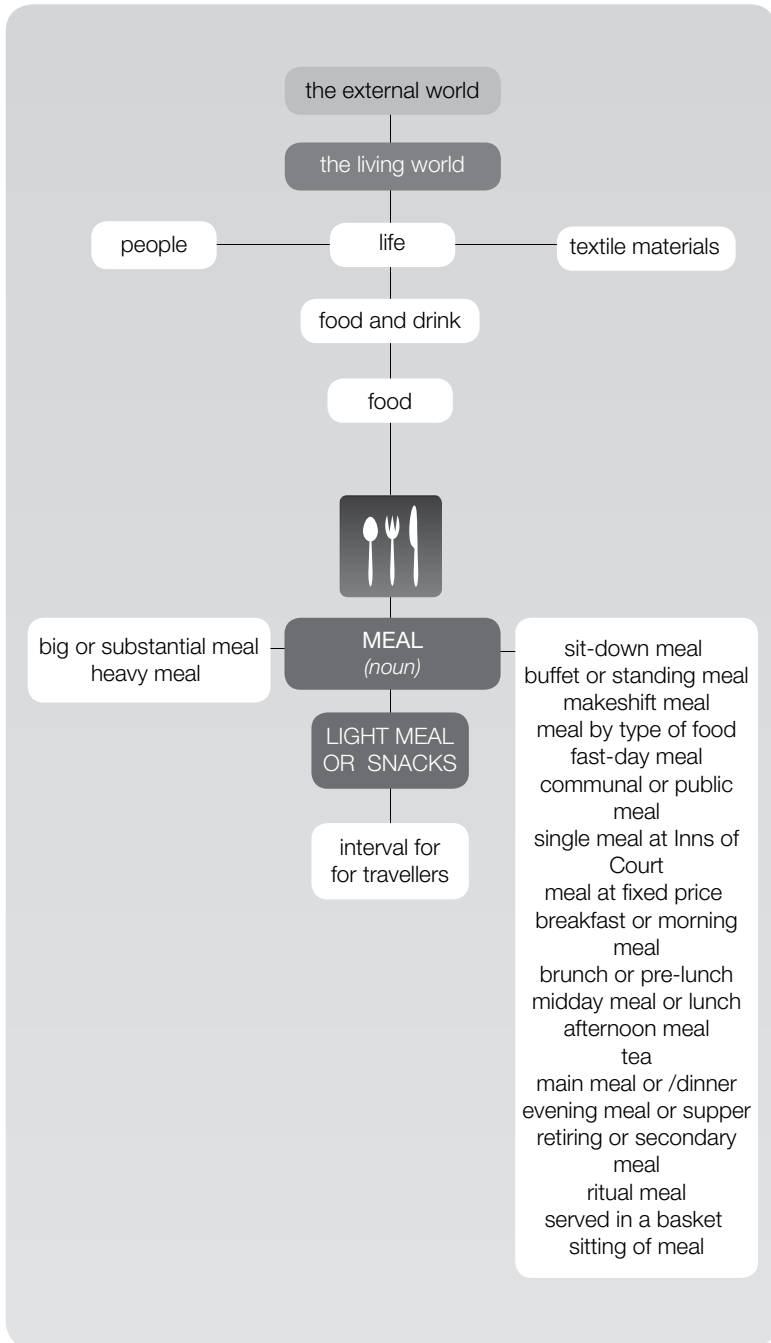 the external world
the living world
people
life
textile materials
food and drink
food
big or substantial meal
heavy meal
MEAL
(noun)
LIGHT MEAL
OR SNACKS
interval for
for travellers
sit-down meal
buffet or standing meal
makeshift meal
meal by type of food
fast-day meal
communal or public
meal
single meal at Inns of
Court
meal at fixed price
breakfast or morning
meal
brunch or pre-lunch
midday meal or lunch
afternoon meal
tea
main meal or /dinner
evening meal or supper
retiring or secondary
meal
ritual meal
served in a basket
sitting of meal